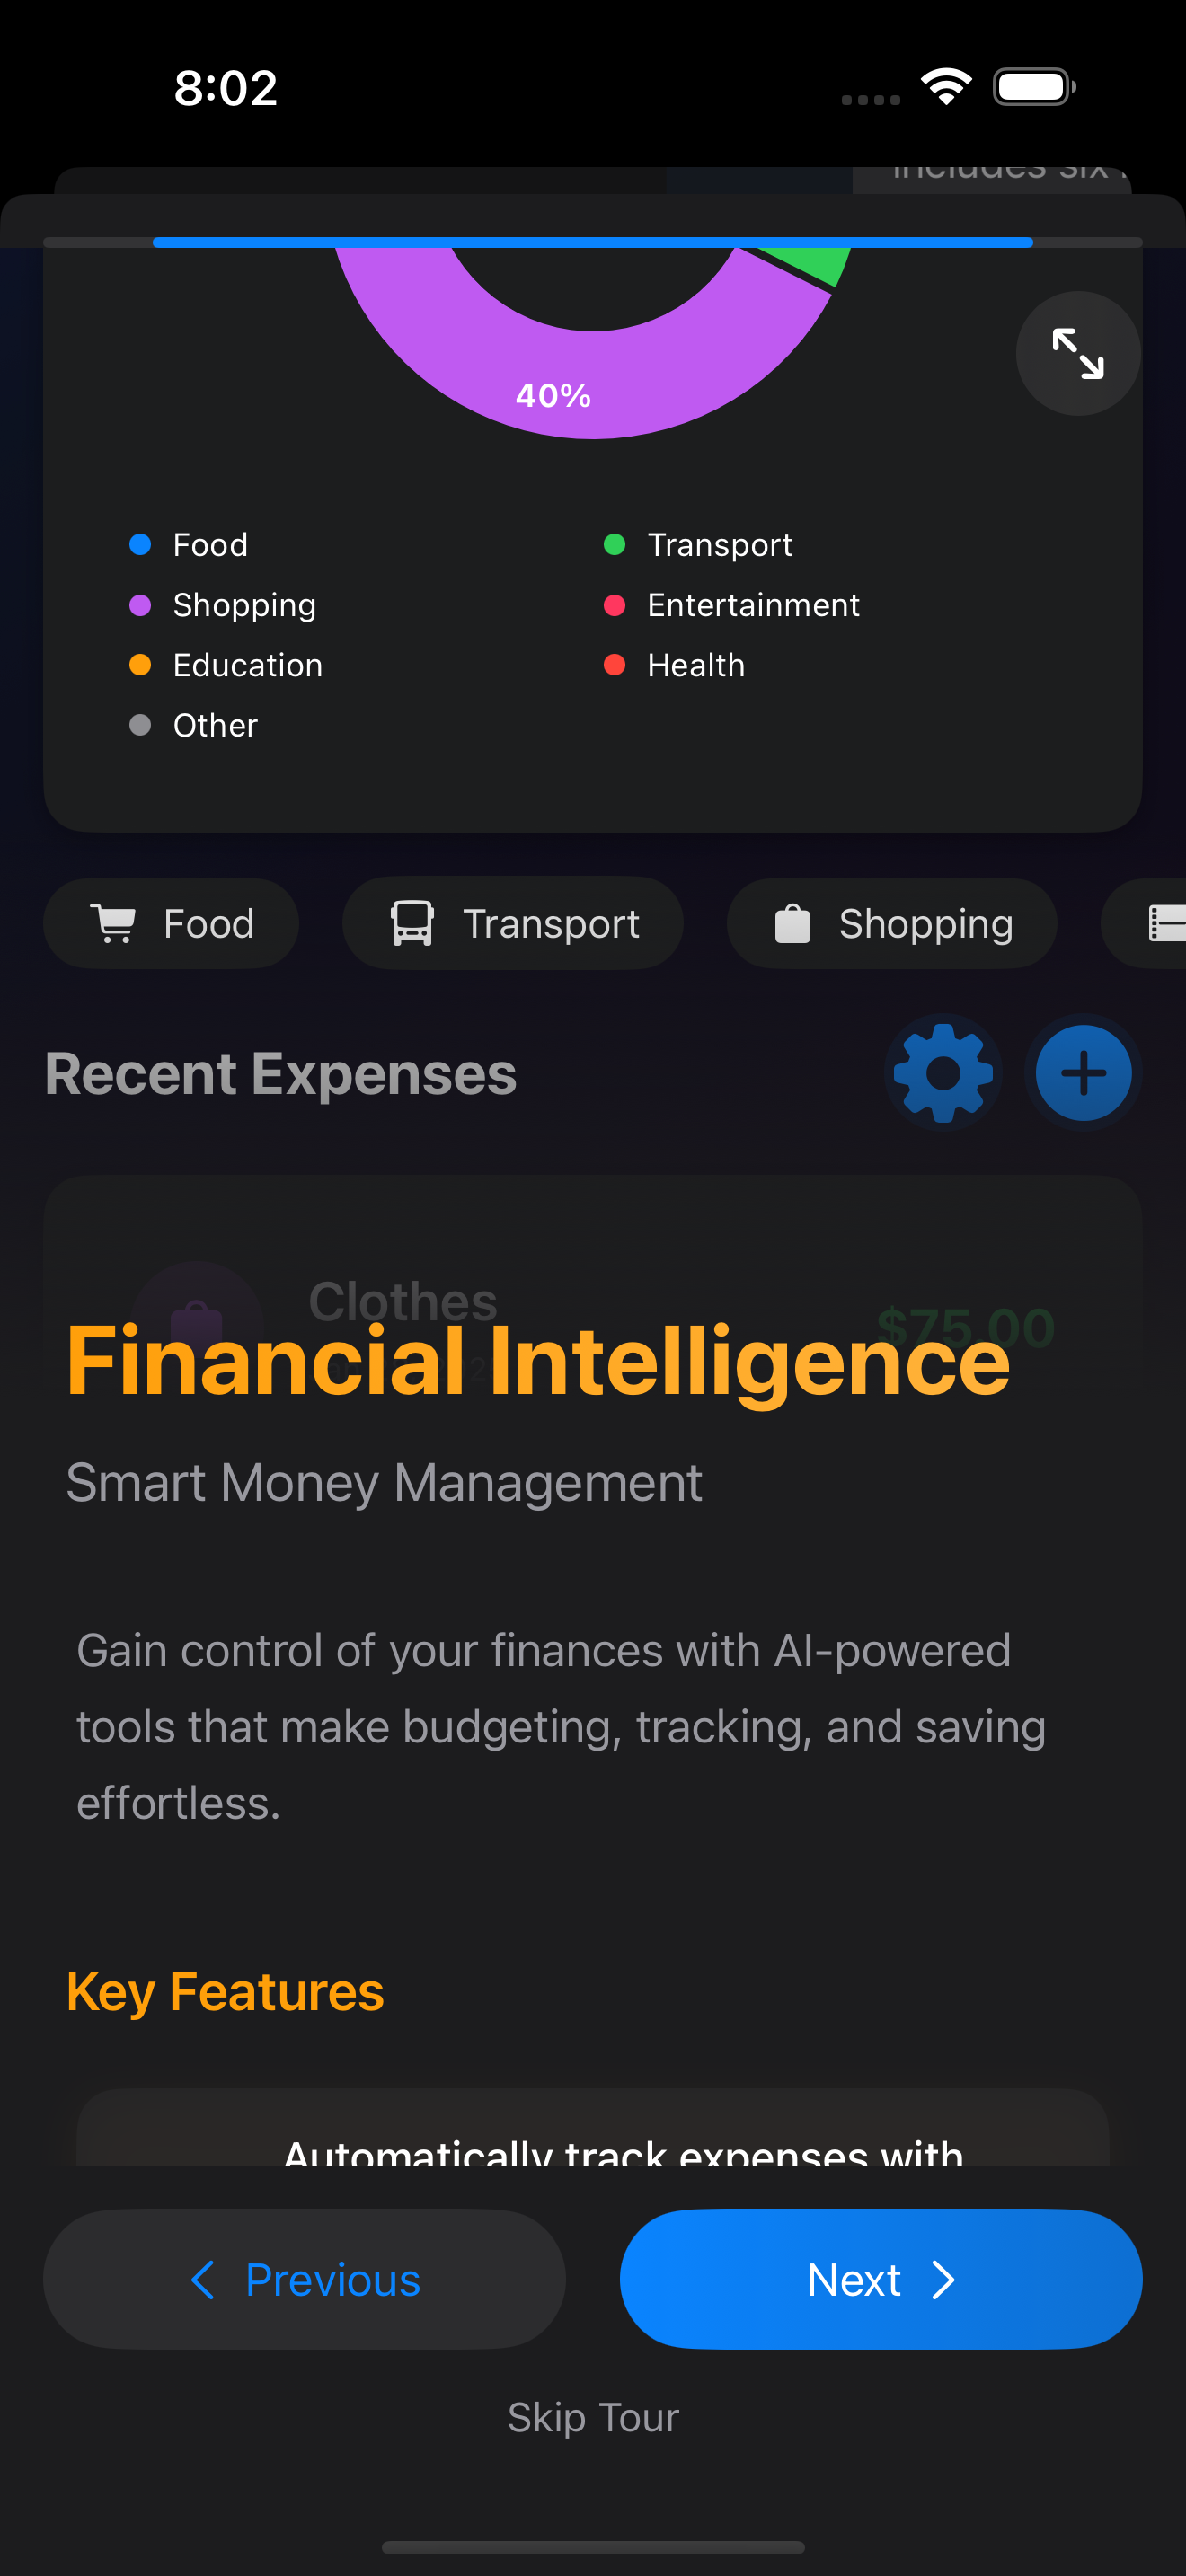 8:02
includes six
40%
Food
Transport
Shopping
Entertainment
Education
Health
Other
Food
Transport
Shopping
Recent Expenses
Clothes
$75.00
Financial Intelligence
Smart Money Management
Gain control of your finances with AI-powered
tools that make budgeting, tracking, and saving
effortless.
Key Features
Automatically track expenses with
Previous
Next
Skip Tour